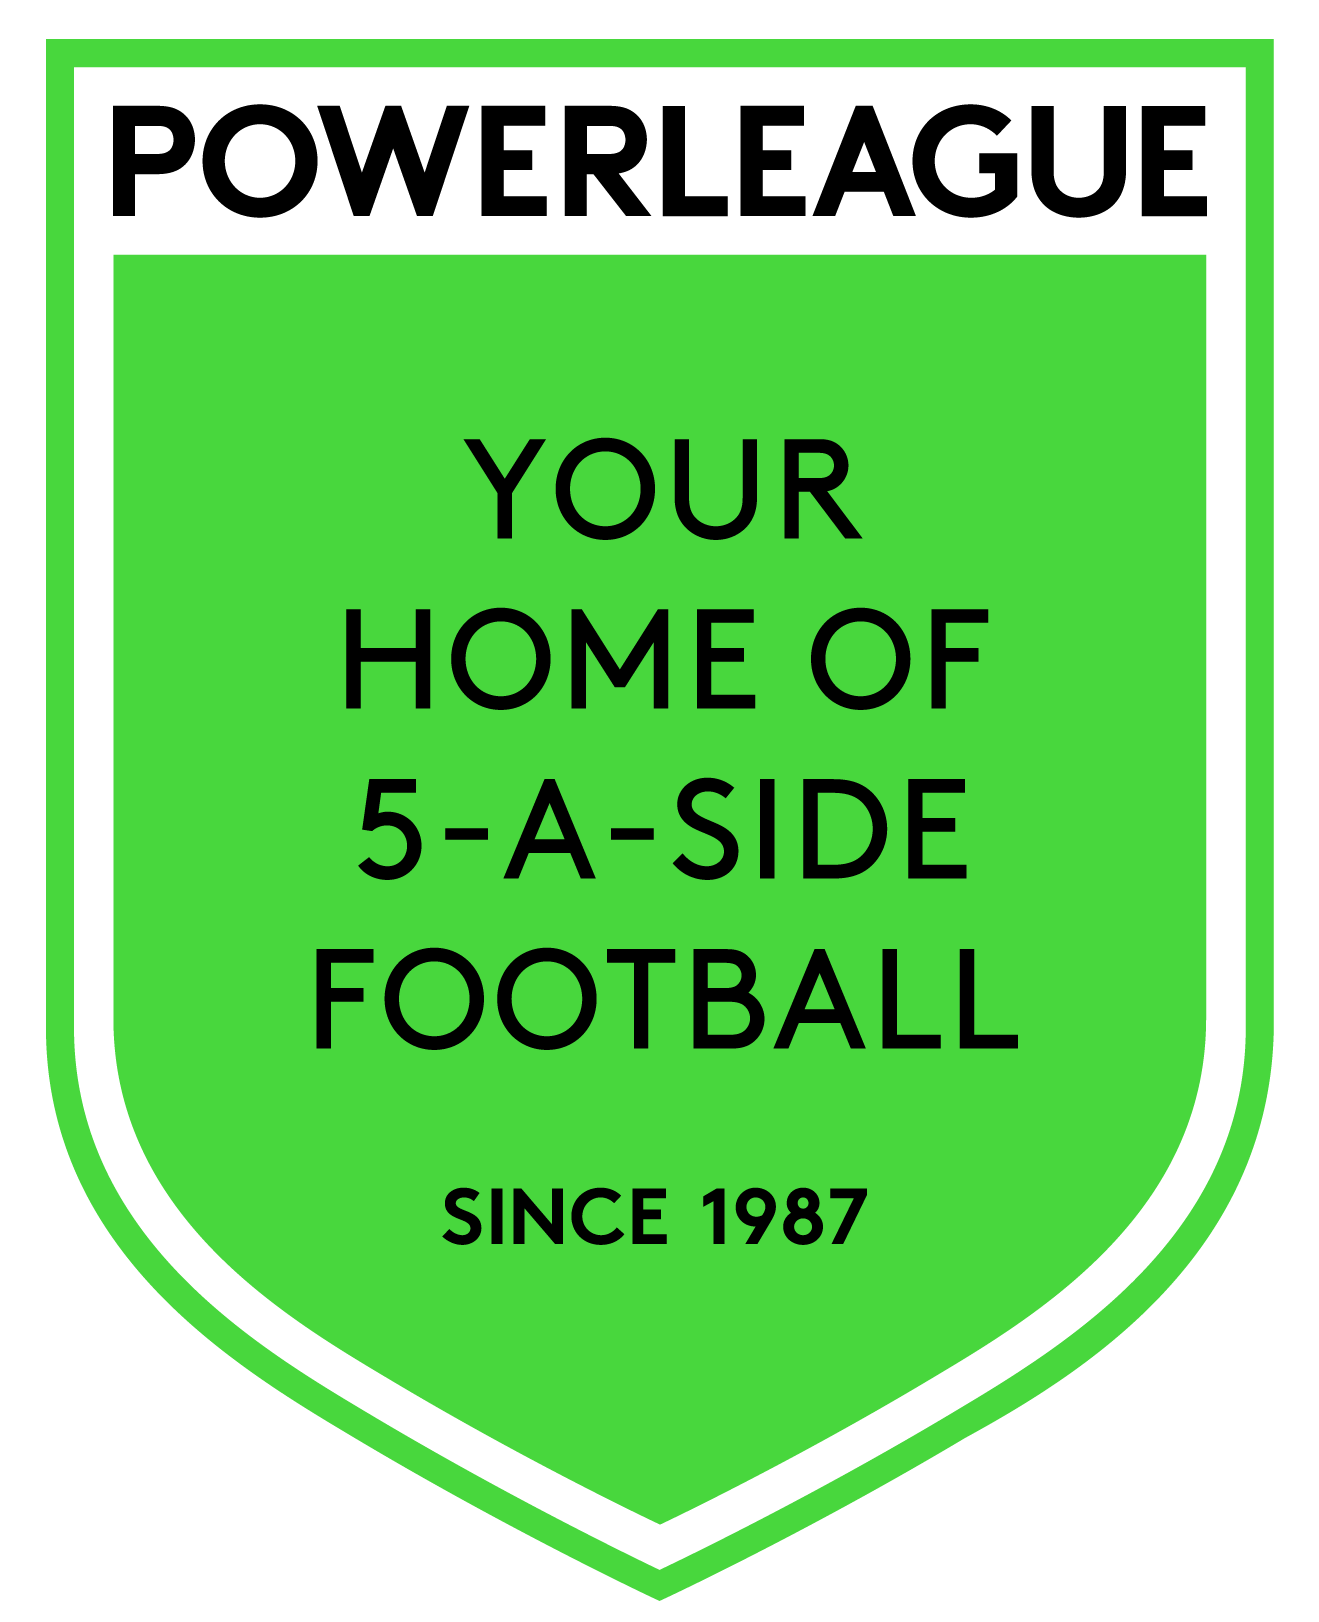 POWERLEAGUE
YOUR
HOME OF
5-A-SIDE
FOOTBALL
SINCE 1987